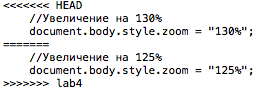 <<<<<<< HEAD
//Увеличение на 130%
document.body.style.zoom = "130%";
=======
//Увеличение на 125%
document.body.style.zoom = "125%";
>>>>>>> lab4